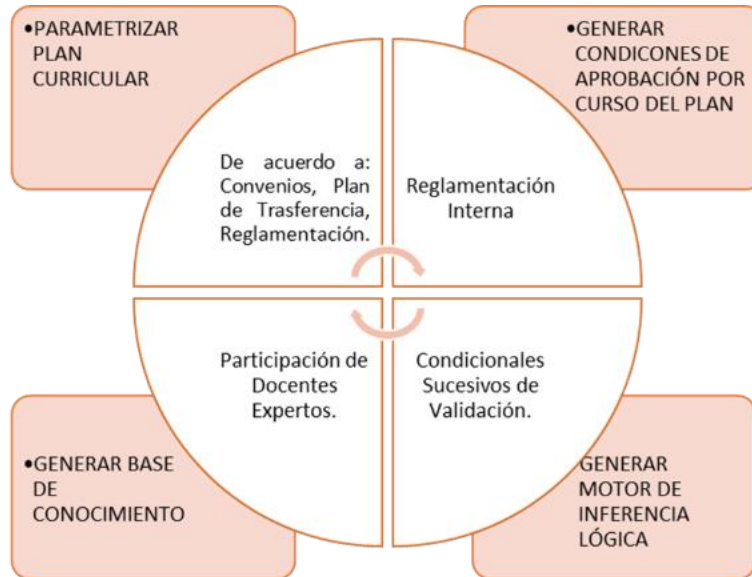 •PARAMETRIZAR
PLAN
CURRICULAR
•GENERAR
CONDICONES DE
APROBACIÓN POR
CURSO DEL PLAN
De acuerdo a:
Convenios, Plan
de Trasferencia,
Reglamentación.
Reglamentación
Interna
Participación de
Docentes
Expertos.
Condicionales
Sucesivos de
Validación.
•GENERAR BASE
DE
CONOCIMIENTO
GENERAR
MOTOR DE
INFERENCIA
LÓGICA